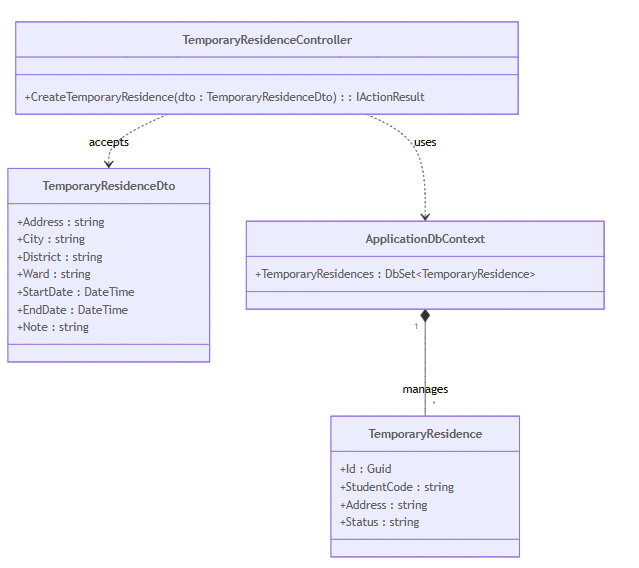 TemporaryResidenceController
+CreateTemporaryResidence(dto : TemporaryResidenceDto) : : IActionResult
accepts
uses
TemporaryResidenceDto
+Address : string
+City : string
+District : string
+Ward : string
+StartDate : DateTime
+EndDate : DateTime
+Note : string
ApplicationDbContext
+TemporaryResidences : DbSet<TemporaryResidence>
1
manages
*
TemporaryResidence
+Id : Guid
+StudentCode : string
+Address : string
+Status : string